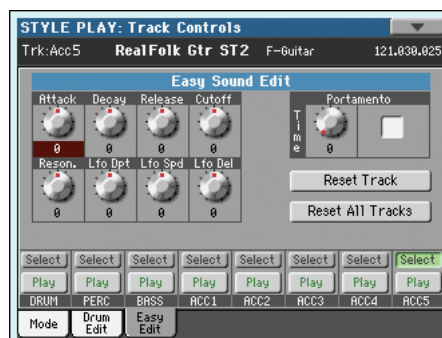 STYLE PLAY: Track Controls
Trk:Acc5 RealFolk Gtr ST2 F-Guitar 121.030.025
Easy Sound Edit
Attack Decay Release Cutoff Portamento
Time
0 0 0 0 0
Reson. Lfo Dpt Lfo Spd Lfo Del
Reset Track
0 0 0 0
Reset All Tracks
Select Select Select Select Select Select Select Select
Play Play Play Play Play Play Play Play
DRUM PERC BASS ACC1 ACC2 ACC3 ACC4 ACC5
Mode Drum Edit Easy Edit